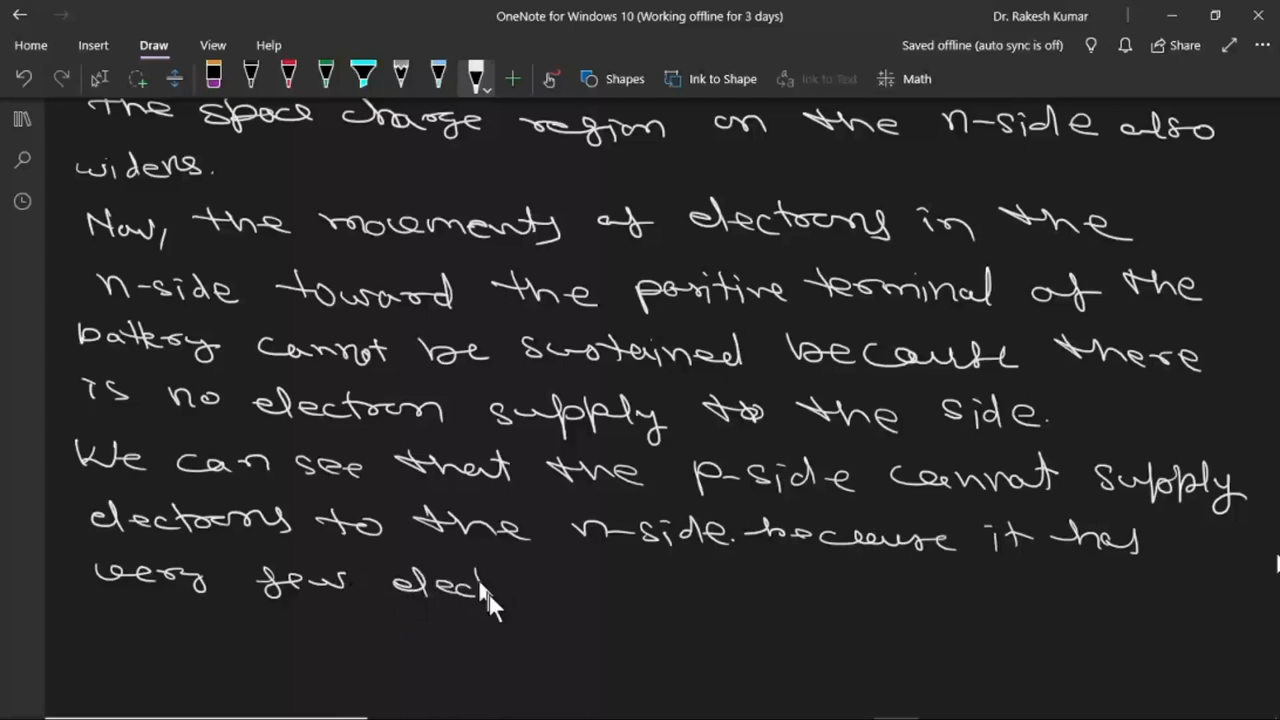 OneNote for Windows 10 (Working offline for 3 days)
Dr. Rakesh Kumar
Home Insert Draw View Help
Saved offline (auto sync is off)
Share
Shapes
Ink to Shape
Ink to Text
Math
The space charge region on the n-side also
widens.
Now, the movements of electrons in the
n-side toward the positive terminal of the
battery cannot be sustained because there
is no electron supply to the side.
We can see that the p-side cannot supply
electrons to the n-side. because it has
very few elect